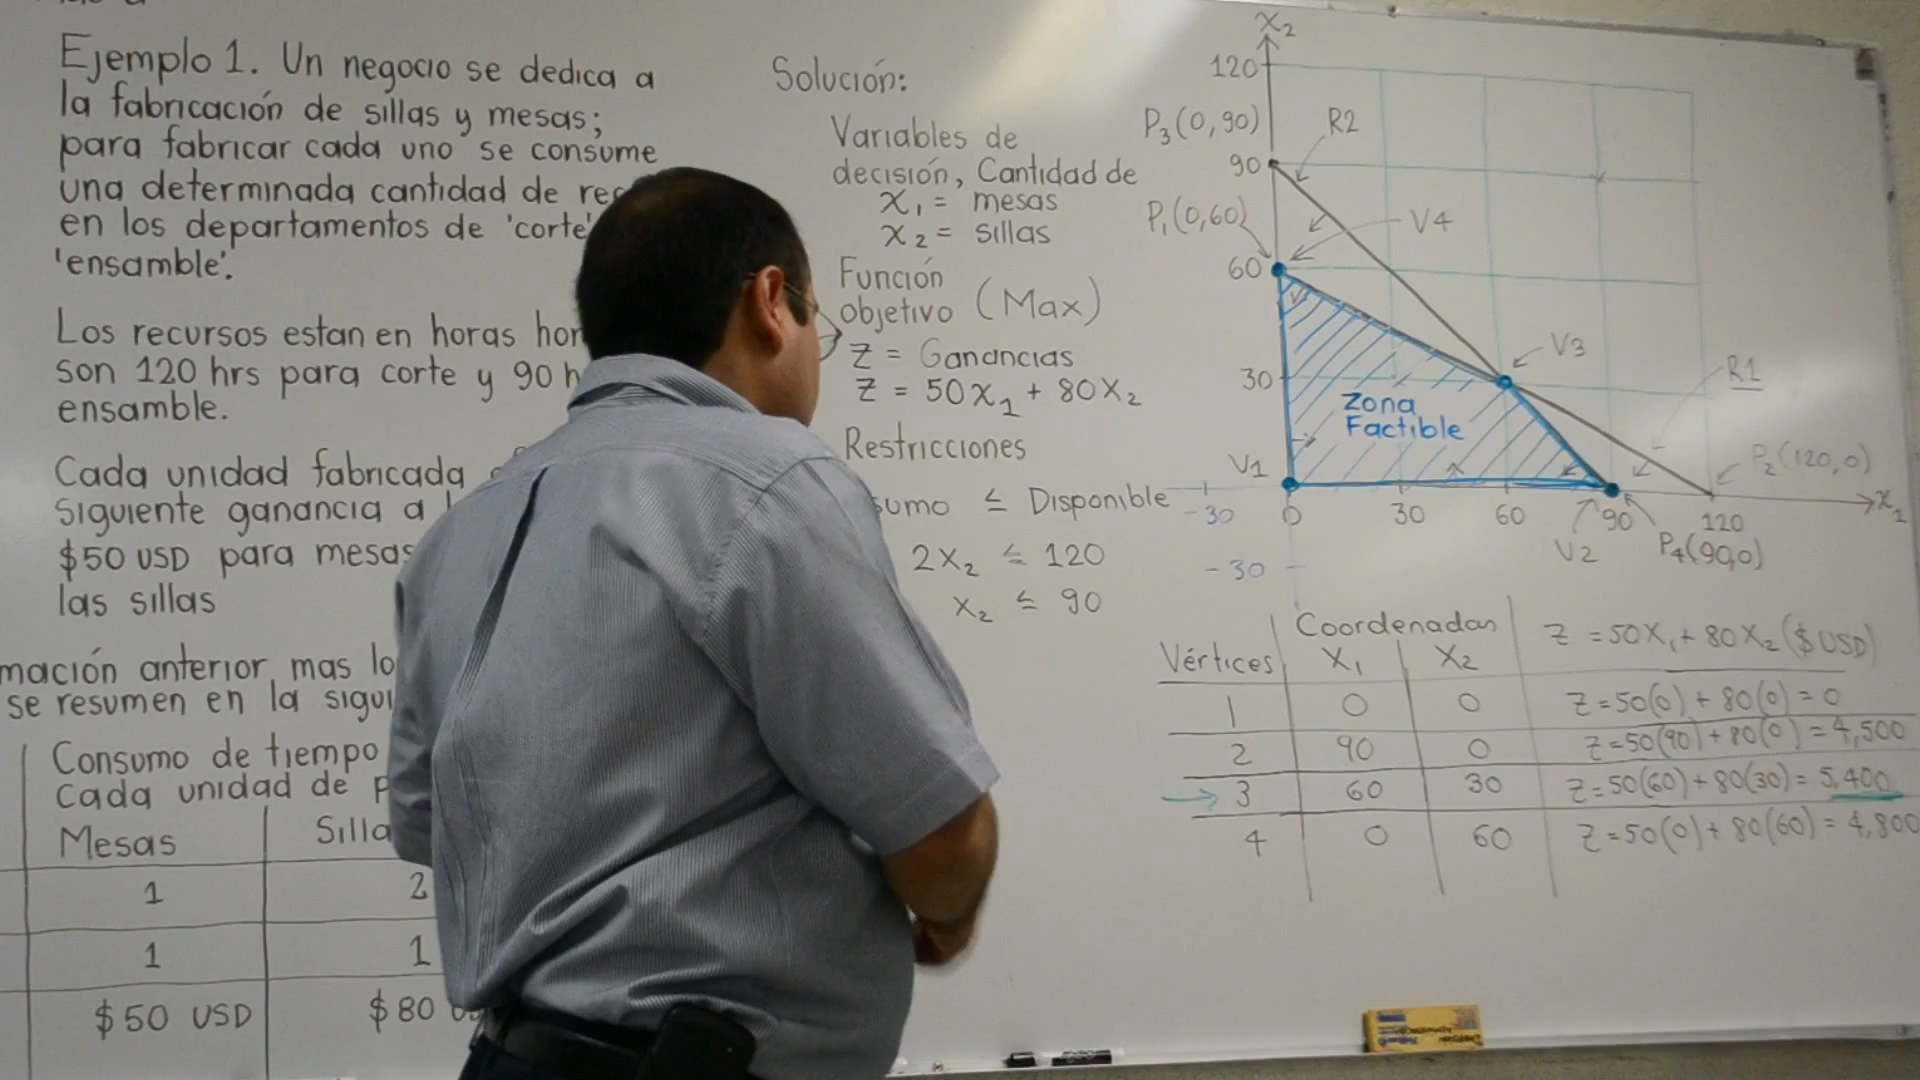 Ejemplo 1. Un negocio se dedica a
la fabricación de sillas y mesas;
para fabricar cada uno se consume
una determinada cantidad de
en los departamentos de 'corte'
'ensamble'.
Los recursos estan en horas
son 120 hrs para corte y 90
ensamble.
Cada unidad fabricada
siguiente ganancia a
$50 USD para mesas
las sillas
anterior, mas lo
se resumen en la
Consumo de tiempo
Cada unidad de
Mesas
1 2
1 1
$50 USD $80
Solución:
Variables de
decisión, Cantidad de
x₁ = mesas
x₂ = sillas
Función
objetivo (Max)
Z = Ganancias
Z = 50x₁ + 80x₂
Restricciones
≤ Disponible
2x₂ ≤ 120
x₂ ≤ 90
x₂
120
P₃(0,90)
R2
90
P₁(0,60)
V4
60
V3
30
R1
Zona
Factible
V1
P₂(120,0)
-30 0 30 60 90 120 x₁
V2 P₄(90,0)
-30
Coordenadas Z = 50x₁ + 80x₂ ($USD)
Vértices x₁ x₂
1 0 0 Z=50(0) + 80(0) = 0
2 90 0 Z=50(90) + 80(0) = 4,500
→ 3 60 30 Z=50(60) + 80(30) = 5,400
4 0 60 Z=50(0) + 80(60) = 4,800